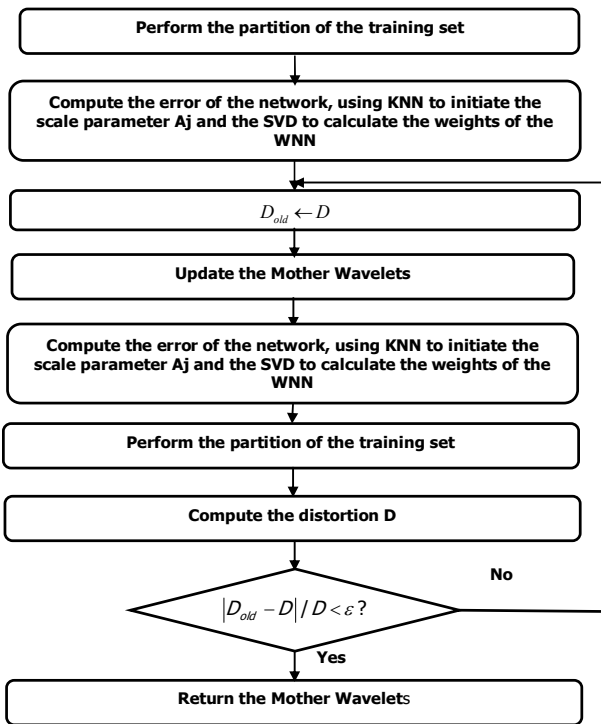 Perform the partition of the training set
Compute the error of the network, using KNN to initiate the
scale parameter Aj and the SVD to calculate the weights of the
WNN
D_old ← D
Update the Mother Wavelets
Compute the error of the network, using KNN to initiate the
scale parameter Aj and the SVD to calculate the weights of the
WNN
Perform the partition of the training set
Compute the distortion D
No
|D_old − D| / D < ε ?
Yes
Return the Mother Wavelets